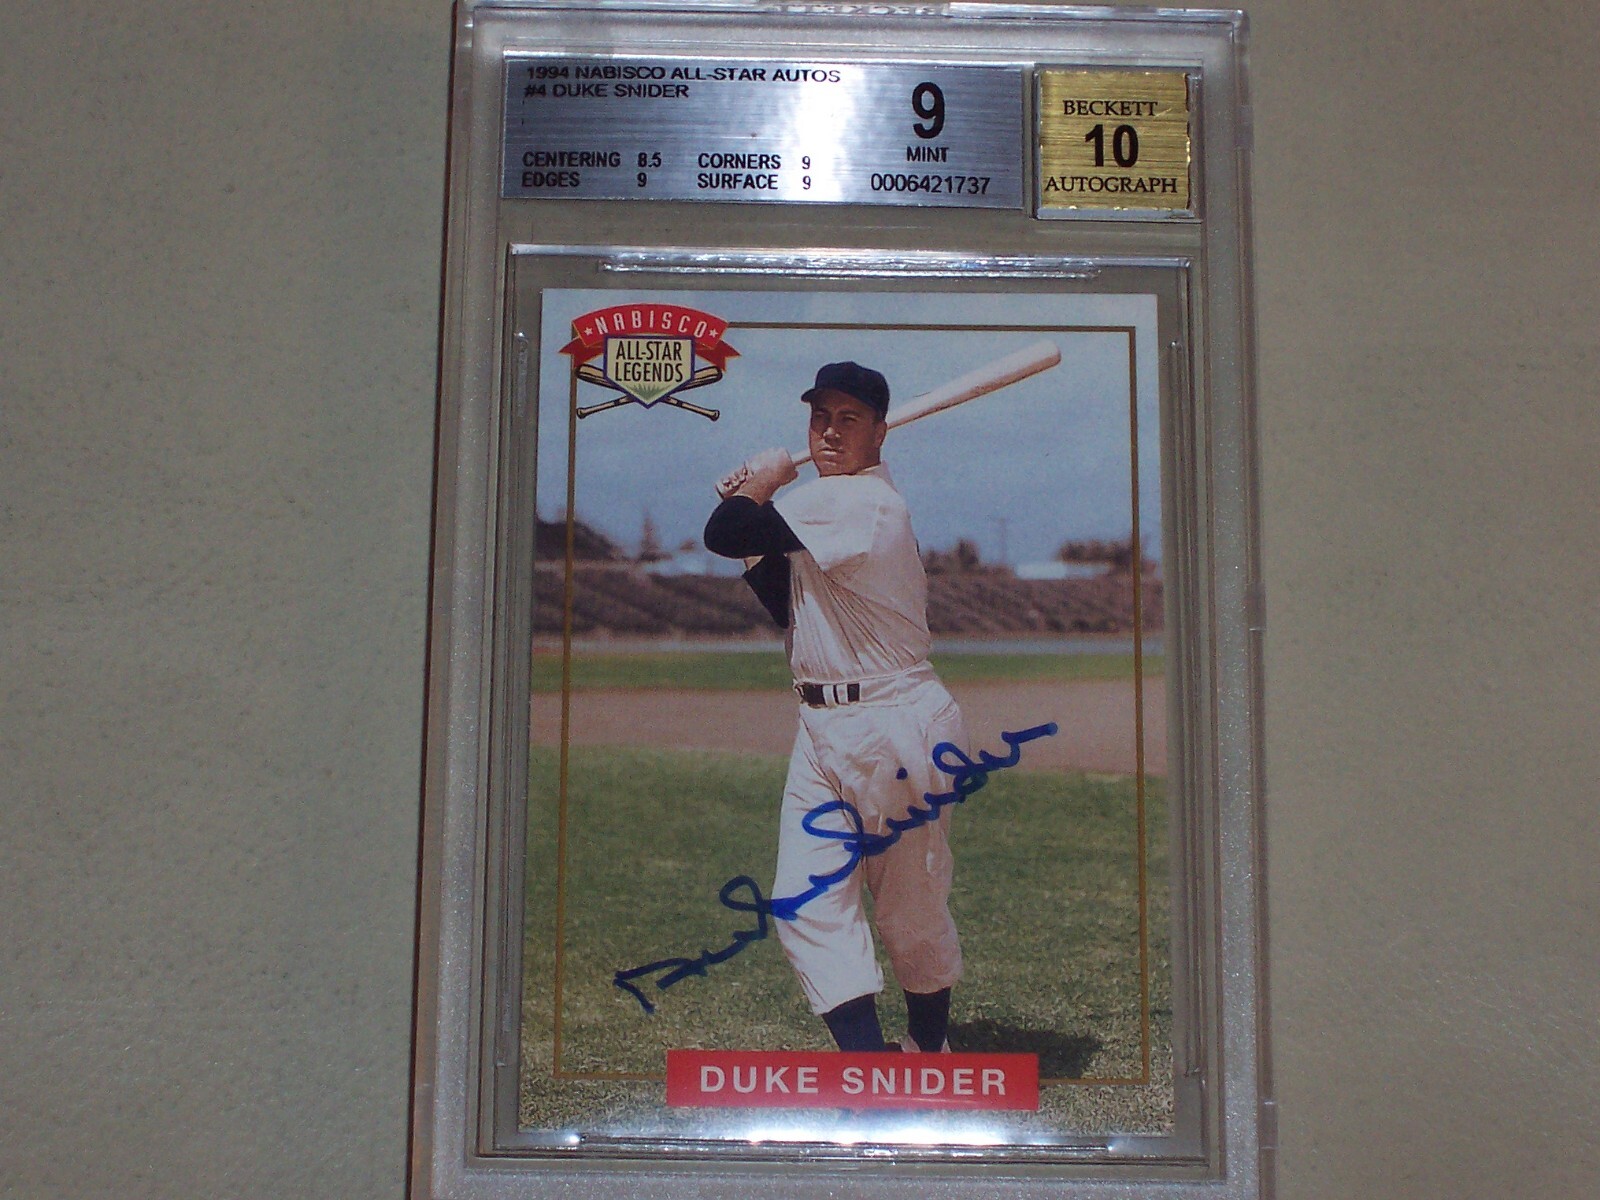 1994 NABISCO ALL-STAR AUTOS
#4 DUKE SNIDER
CENTERING 8.5 CORNERS 9
EDGES 9 SURFACE 9
9
MINT
0006421737
BECKETT
10
AUTOGRAPH
NABISCO
ALL-STAR
LEGENDS
Duke Snider
DUKE SNIDER